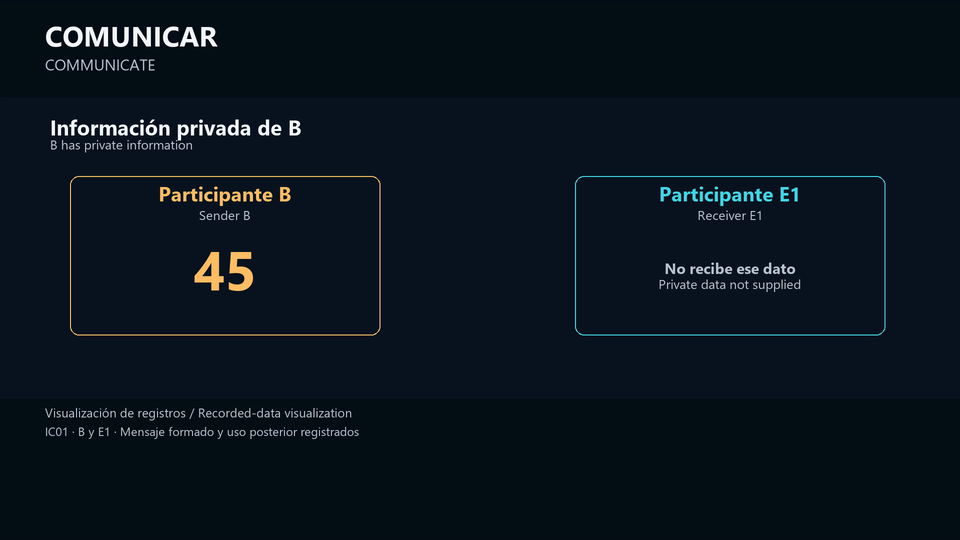 COMUNICAR
COMMUNICATE
Información privada de B
B has private information
Participante B
Sender B
45
Participante E1
Receiver E1
No recibe ese dato
Private data not supplied
Visualización de registros / Recorded-data visualization
IC01 · B y E1 · Mensaje formado y uso posterior registrados